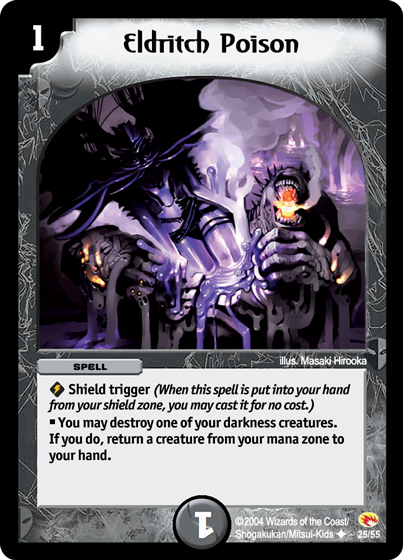 1
Eldritch Poison
illus. Masaki Hirooka
SPELL
Shield trigger (When this spell is put into your hand
from your shield zone, you may cast it for no cost.)
▪ You may destroy one of your darkness creatures.
If you do, return a creature from your mana zone to
your hand.
1
©2004 Wizards of the Coast/
Shogakukan/Mitsui-Kids ✦ 25/55